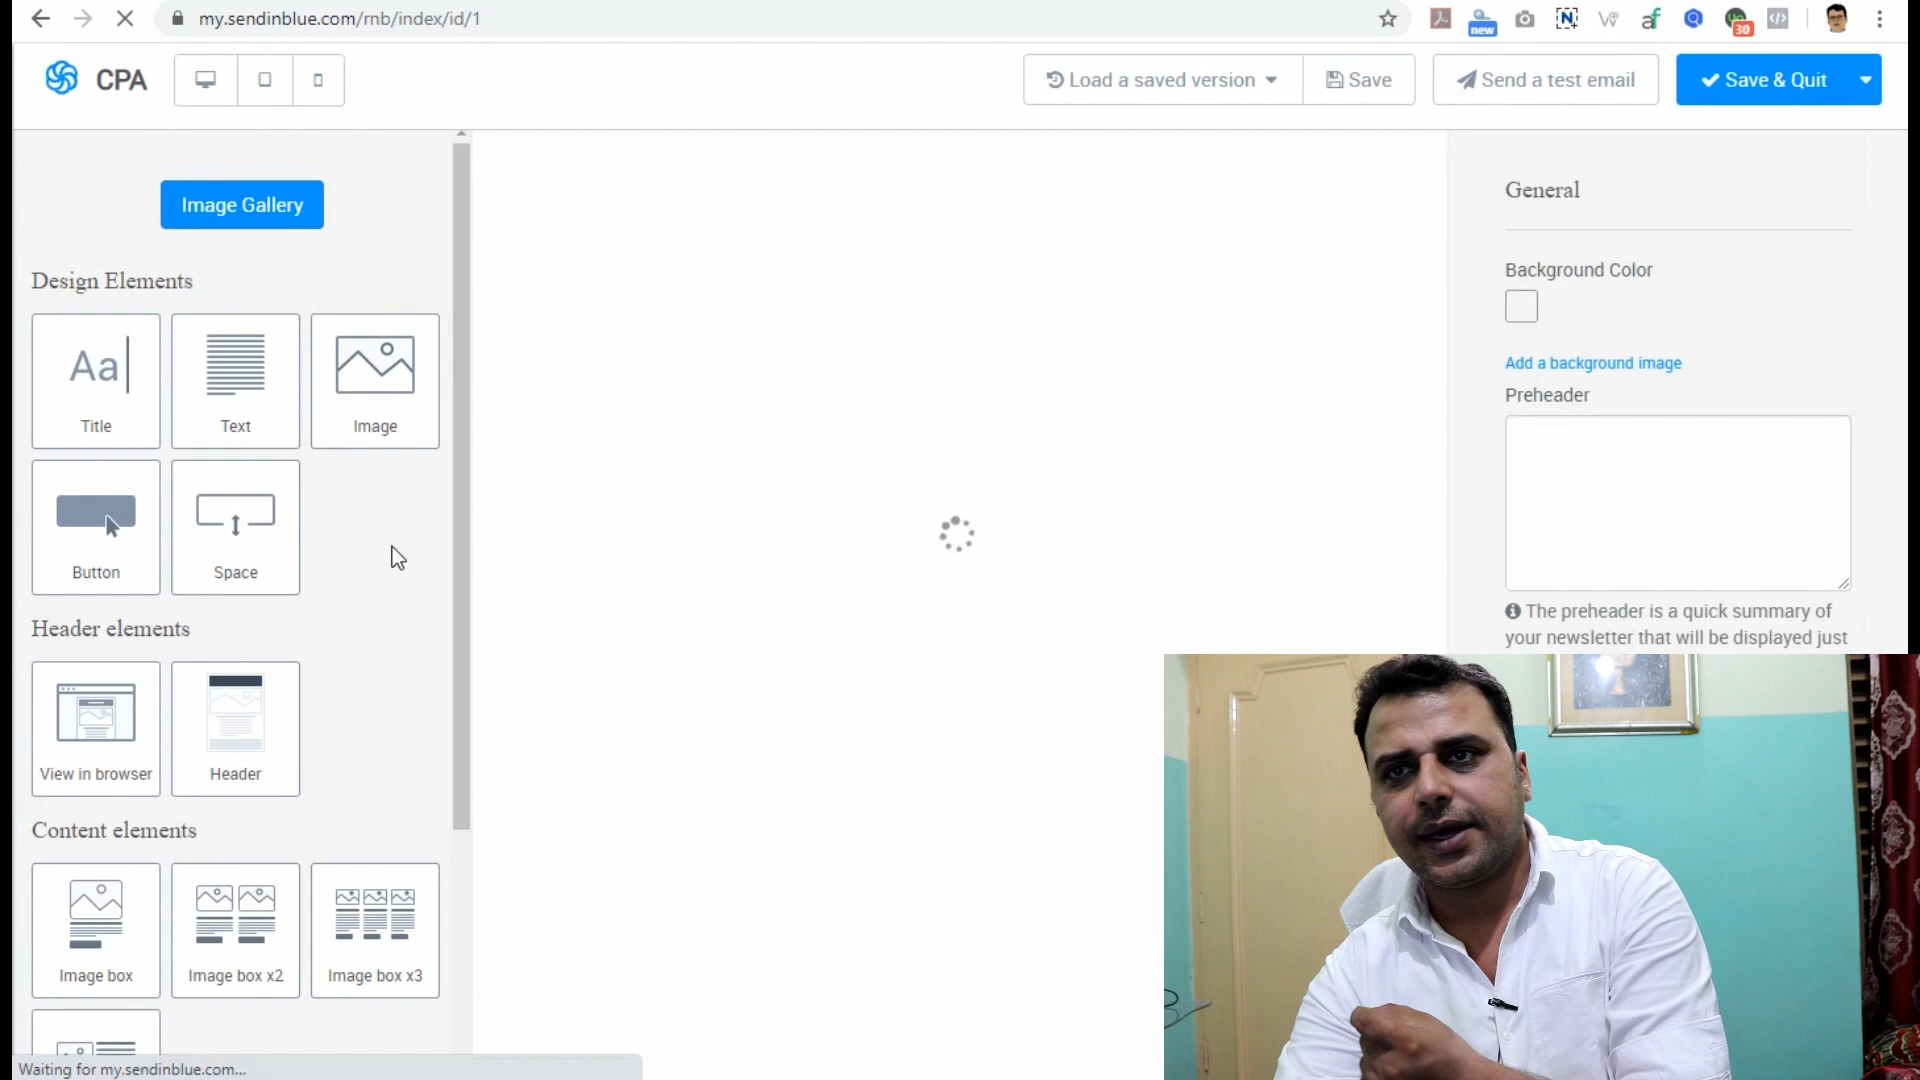 my.sendinblue.com/rnb/index/id/1
new
30
CPA
Load a saved version
Save
Send a test email
Save & Quit
Image Gallery
Design Elements
Aa
Title
Text
Image
Button
Space
Header elements
View in browser
Header
Content elements
Image box
Image box x2
Image box x3
General
Background Color
Add a background image
Preheader
The preheader is a quick summary of
your newsletter that will be displayed just
Waiting for my.sendinblue.com...